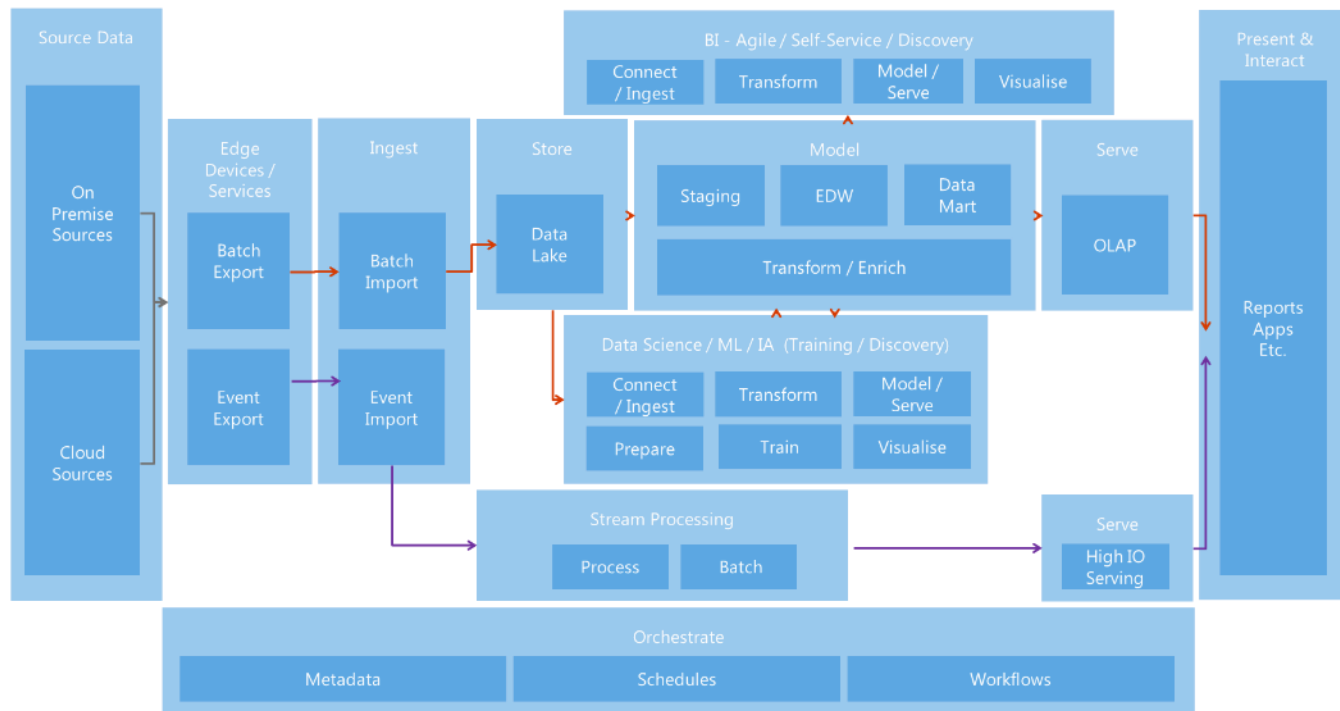 Source Data
On
Premise
Sources
Cloud
Sources
Edge
Devices /
Services
Batch
Export
Event
Export
Ingest
Batch
Import
Event
Import
Store
Data
Lake
BI - Agile / Self-Service / Discovery
Connect
/ Ingest
Transform
Model /
Serve
Visualise
Model
Staging
EDW
Data
Mart
Transform / Enrich
Data Science / ML / IA (Training / Discovery)
Connect
/ Ingest
Transform
Model /
Serve
Prepare
Train
Visualise
Stream Processing
Process
Batch
Serve
OLAP
Serve
High IO
Serving
Present &
Interact
Reports
Apps
Etc.
Orchestrate
Metadata
Schedules
Workflows